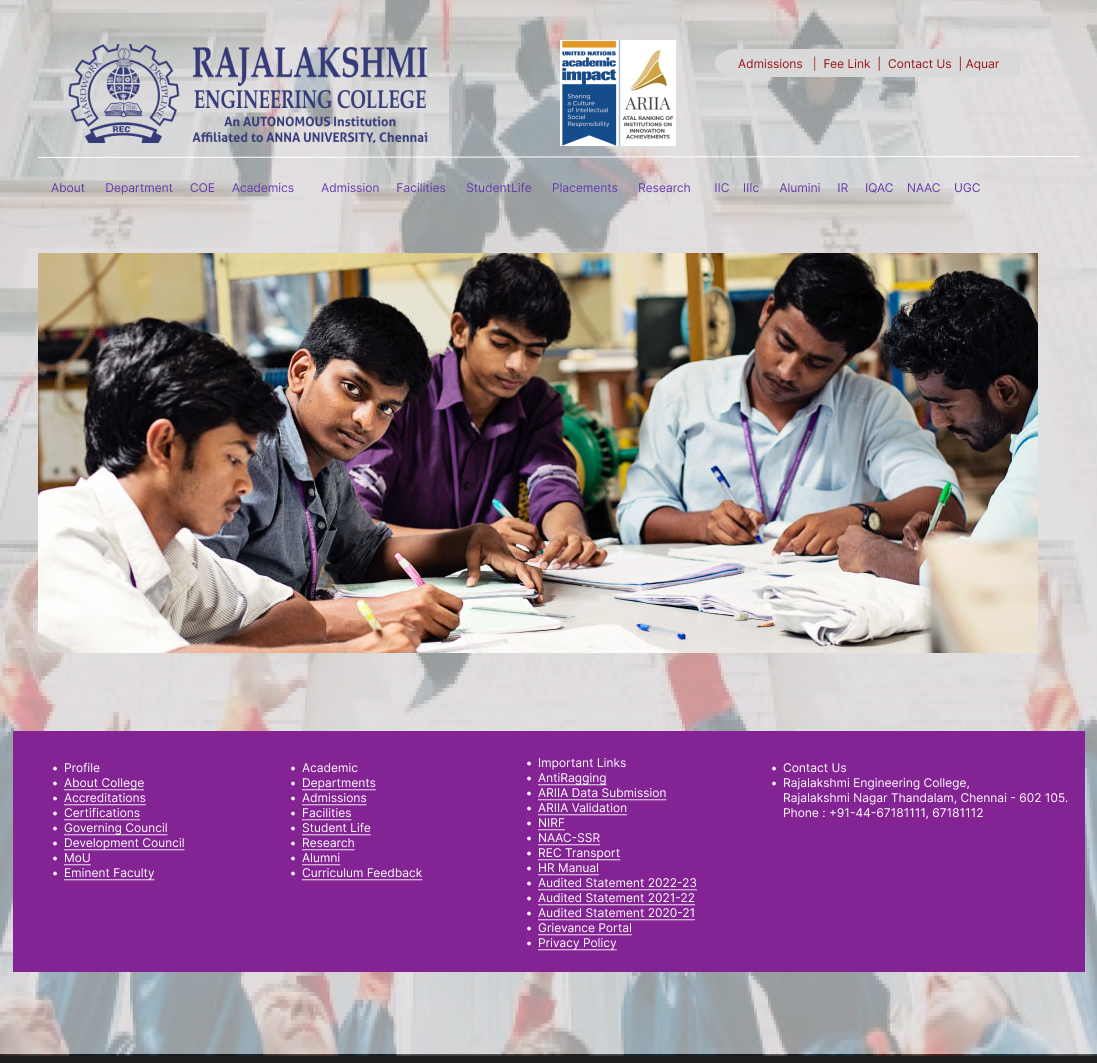 HARDWORK
DISCIPLINE
REC
RAJALAKSHMI
ENGINEERING COLLEGE
An AUTONOMOUS Institution
Affiliated to ANNA UNIVERSITY, Chennai
UNITED NATIONS
academic
impact
Sharing
a Culture
of Intellectual
Social
Responsibility
ARIIA
ATAL RANKING OF
INSTITUTIONS ON
INNOVATION
ACHIEVEMENTS
Admissions | Fee Link | Contact Us | Aquar
About Department COE Academics Admission Facilities StudentLife Placements Research IIC IIIc Alumini IR IQAC NAAC UGC
• Profile
• About College
• Accreditations
• Certifications
• Governing Council
• Development Council
• MoU
• Eminent Faculty
• Academic
• Departments
• Admissions
• Facilities
• Student Life
• Research
• Alumni
• Curriculum Feedback
• Important Links
• AntiRagging
• ARIIA Data Submission
• ARIIA Validation
• NIRF
• NAAC-SSR
• REC Transport
• HR Manual
• Audited Statement 2022-23
• Audited Statement 2021-22
• Audited Statement 2020-21
• Grievance Portal
• Privacy Policy
• Contact Us
• Rajalakshmi Engineering College,
Rajalakshmi Nagar Thandalam, Chennai - 602 105.
Phone : +91-44-67181111, 67181112